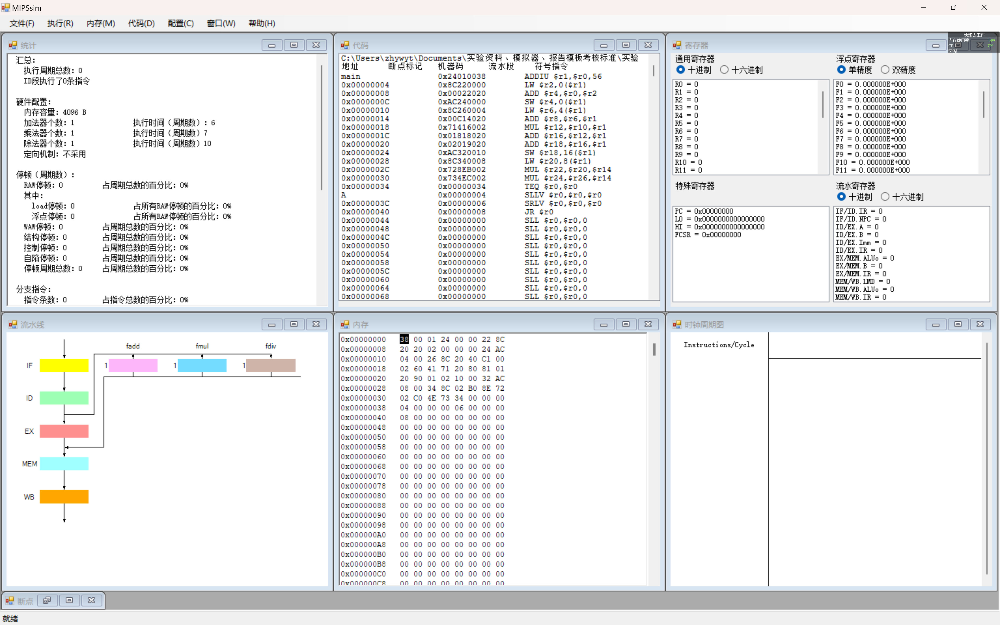 MIPSsim
文件(F) 执行(R) 内存(M) 代码(D) 配置(C) 窗口(W) 帮助(H)
快滚去工作
内存使用率 54%
CPU 7%
空闲
统计
汇总:
执行周期总数: 0
ID段执行了0条指令
硬件配置:
内存容量: 4096 B
加法器个数: 1 执行时间（周期数）: 6
乘法器个数: 1 执行时间（周期数）7
除法器个数: 1 执行时间（周期数）10
定向机制: 不采用
停顿（周期数）:
RAW停顿: 0 占周期总数的百分比: 0%
其中:
load停顿: 0 占所有RAW停顿的百分比: 0%
浮点停顿: 0 占所有RAW停顿的百分比: 0%
WAW停顿: 0 占周期总数的百分比: 0%
结构停顿: 0 占周期总数的百分比: 0%
控制停顿: 0 占周期总数的百分比: 0%
自陷停顿: 0 占周期总数的百分比: 0%
停顿周期总数: 0 占周期总数的百分比: 0%
分支指令:
指令条数: 0 占指令总数的百分比: 0%
代码
C:\Users\zhywyt\Documents\实验资料、模拟器、报告模板考核标准\实验
地址 断点标记 机器码 流水段 符号指令
main 0x24010038 ADDIU $r1,$r0,56
0x00000004 0x8C220000 LW $r2,0($r1)
0x00000008 0x00022020 ADD $r4,$r0,$r2
0x0000000C 0xAC240000 SW $r4,0($r1)
0x00000010 0x8C260004 LW $r6,4($r1)
0x00000014 0x00C14020 ADD $r8,$r6,$r1
0x00000018 0x71416002 MUL $r12,$r10,$r1
0x0000001C 0x01818020 ADD $r16,$r12,$r1
0x00000020 0x02019020 ADD $r18,$r16,$r1
0x00000024 0xAC320010 SW $r18,16($r1)
0x00000028 0x8C340008 LW $r20,8($r1)
0x0000002C 0x728EB002 MUL $r22,$r20,$r14
0x00000030 0x734EC002 MUL $r24,$r26,$r14
0x00000034 0x00000034 TEQ $r0,$r0
A 0x00000004 SLLV $r0,$r0,$r0
0x0000003C 0x00000006 SRLV $r0,$r0,$r0
0x00000040 0x00000008 JR $r0
0x00000044 0x00000000 SLL $r0,$r0,0
0x00000048 0x00000000 SLL $r0,$r0,0
0x0000004C 0x00000000 SLL $r0,$r0,0
0x00000050 0x00000000 SLL $r0,$r0,0
0x00000054 0x00000000 SLL $r0,$r0,0
0x00000058 0x00000000 SLL $r0,$r0,0
0x0000005C 0x00000000 SLL $r0,$r0,0
0x00000060 0x00000000 SLL $r0,$r0,0
0x00000064 0x00000000 SLL $r0,$r0,0
0x00000068 0x00000000 SLL $r0,$r0,0
寄存器
通用寄存器
十进制 十六进制
R0 = 0
R1 = 0
R2 = 0
R3 = 0
R4 = 0
R5 = 0
R6 = 0
R7 = 0
R8 = 0
R9 = 0
R10 = 0
R11 = 0
浮点寄存器
单精度 双精度
F0 = 0.000000E+000
F1 = 0.000000E+000
F2 = 0.000000E+000
F3 = 0.000000E+000
F4 = 0.000000E+000
F5 = 0.000000E+000
F6 = 0.000000E+000
F7 = 0.000000E+000
F8 = 0.000000E+000
F9 = 0.000000E+000
F10 = 0.000000E+000
F11 = 0.000000E+000
特殊寄存器
PC = 0x00000000
LO = 0x0000000000000000
HI = 0x0000000000000000
FCSR = 0x00000000
流水寄存器
十进制 十六进制
IF/ID.IR = 0
IF/ID.NPC = 0
ID/EX.A = 0
ID/EX.B = 0
ID/EX.Imm = 0
ID/EX.IR = 0
EX/MEM.ALUo = 0
EX/MEM.B = 0
EX/MEM.IR = 0
MEM/WB.LMD = 0
MEM/WB.ALUo = 0
MEM/WB.IR = 0
流水线
fadd fmul fdiv
IF 1 1 1
ID
EX
MEM
WB
内存
0x00000000 38 00 01 24 00 00 22 8C
0x00000008 20 20 02 00 00 00 24 AC
0x00000010 04 00 26 8C 20 40 C1 00
0x00000018 02 60 41 71 20 80 81 01
0x00000020 20 90 01 02 10 00 32 AC
0x00000028 08 00 34 8C 02 B0 8E 72
0x00000030 02 C0 4E 73 34 00 00 00
0x00000038 04 00 00 00 06 00 00 00
0x00000040 08 00 00 00 00 00 00 00
0x00000048 00 00 00 00 00 00 00 00
0x00000050 00 00 00 00 00 00 00 00
0x00000058 00 00 00 00 00 00 00 00
0x00000060 00 00 00 00 00 00 00 00
0x00000068 00 00 00 00 00 00 00 00
0x00000070 00 00 00 00 00 00 00 00
0x00000078 00 00 00 00 00 00 00 00
0x00000080 00 00 00 00 00 00 00 00
0x00000088 00 00 00 00 00 00 00 00
0x00000090 00 00 00 00 00 00 00 00
0x00000098 00 00 00 00 00 00 00 00
0x000000A0 00 00 00 00 00 00 00 00
0x000000A8 00 00 00 00 00 00 00 00
0x000000B0 00 00 00 00 00 00 00 00
0x000000B8 00 00 00 00 00 00 00 00
0x000000C0 00 00 00 00 00 00 00 00
0x000000C8 00 00 00 00 00 00 00 00
时钟周期图
Instructions/Cycle
断点
就绪